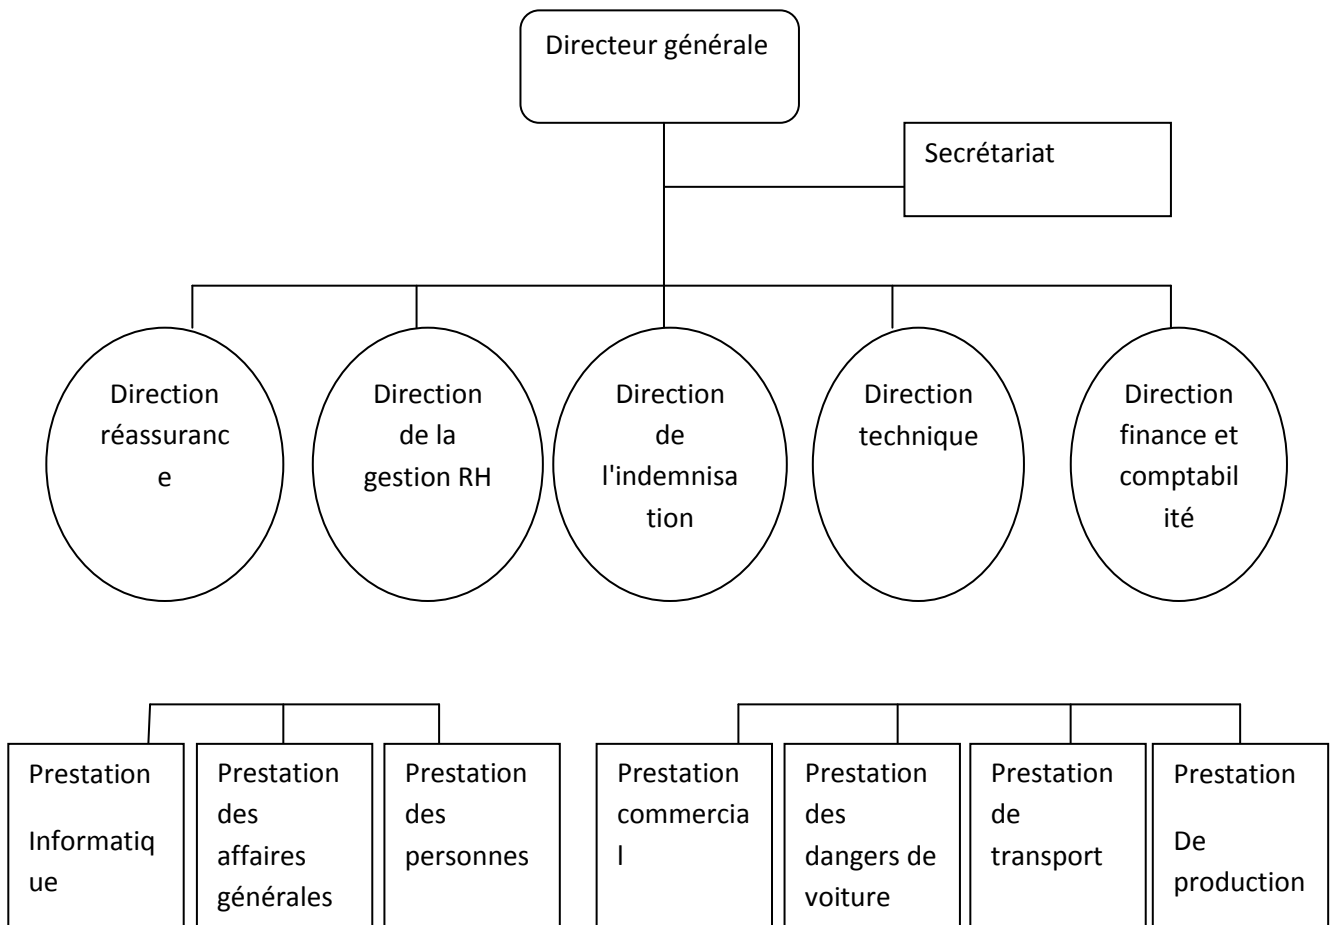 Directeur générale
Secrétariat
Direction
réassuranc
e
Direction
de la
gestion RH
Direction
de
l'indemnisa
tion
Direction
technique
Direction
finance et
comptabil
ité
Prestation
Informatiq
ue
Prestation
des
affaires
générales
Prestation
des
personnes
Prestation
commercia
l
Prestation
des
dangers de
voiture
Prestation
de
transport
Prestation
De
production